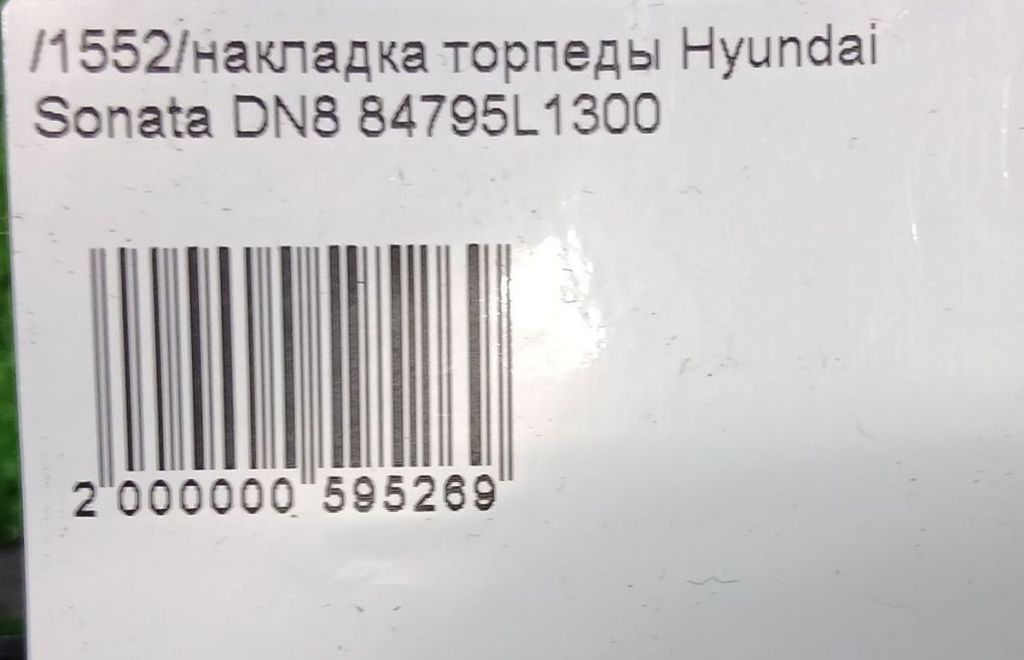 /1552/накладка торпеды Hyundai
Sonata DN8 84795L1300
2 000000 595269